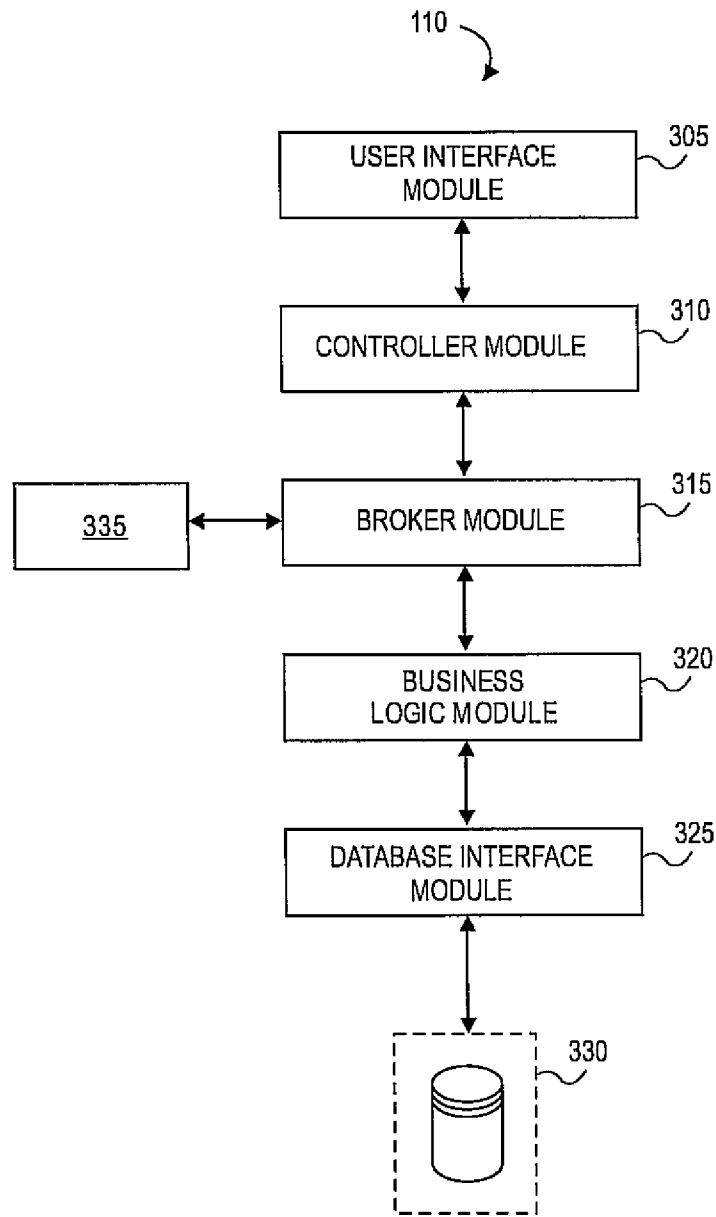 110
USER INTERFACE
MODULE
305
CONTROLLER MODULE
310
335
BROKER MODULE
315
BUSINESS
LOGIC MODULE
320
DATABASE INTERFACE
MODULE
325
330